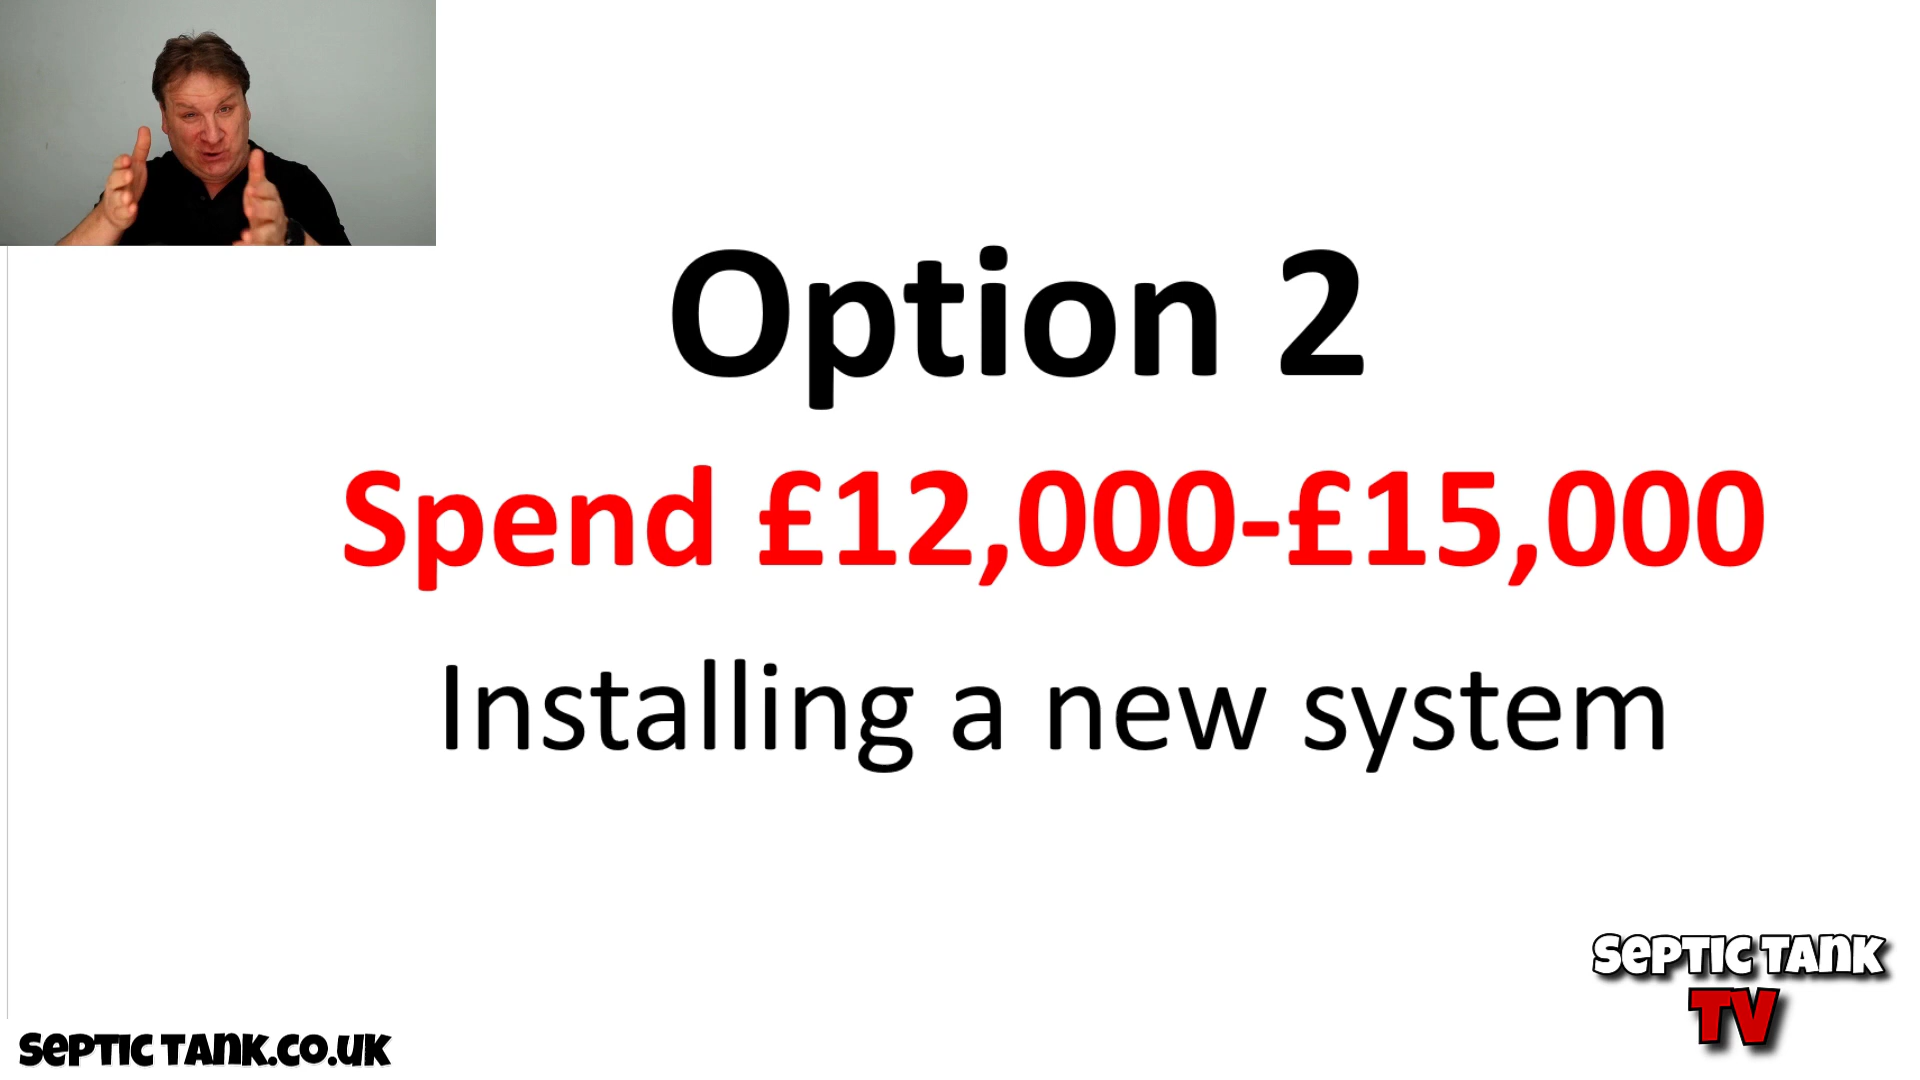 Option 2
Spend £12,000-£15,000
Installing a new system
SEPTIC TANK
TV
SEPTIC TANK.CO.UK